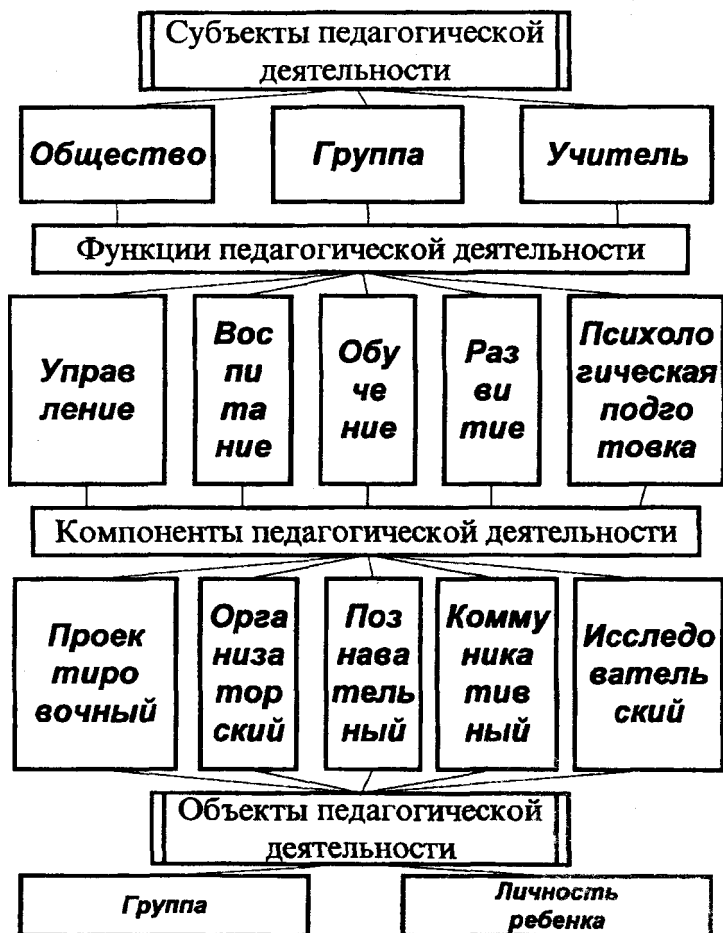 Субъекты педагогической
деятельности
Общество
Группа
Учитель
Функции педагогической деятельности
Управ
ление
Вос
пи
та
ние
Обу
че
ние
Раз
ви
тие
Психоло
гическая
подго
товка
Компоненты педагогической деятельности
Проек
тиро
вочный
Орга
низа
тор
ский
Поз
нава
тель
ный
Комму
ника
тив
ный
Исследо
ватель
ский
Объекты педагогической
деятельности
Группа
Личность
ребенка